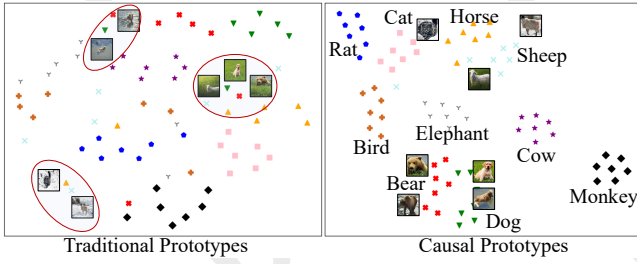 Cat
Horse
Rat
Sheep
Bird
Elephant
Cow
Bear
Monkey
Dog
Traditional Prototypes
Causal Prototypes